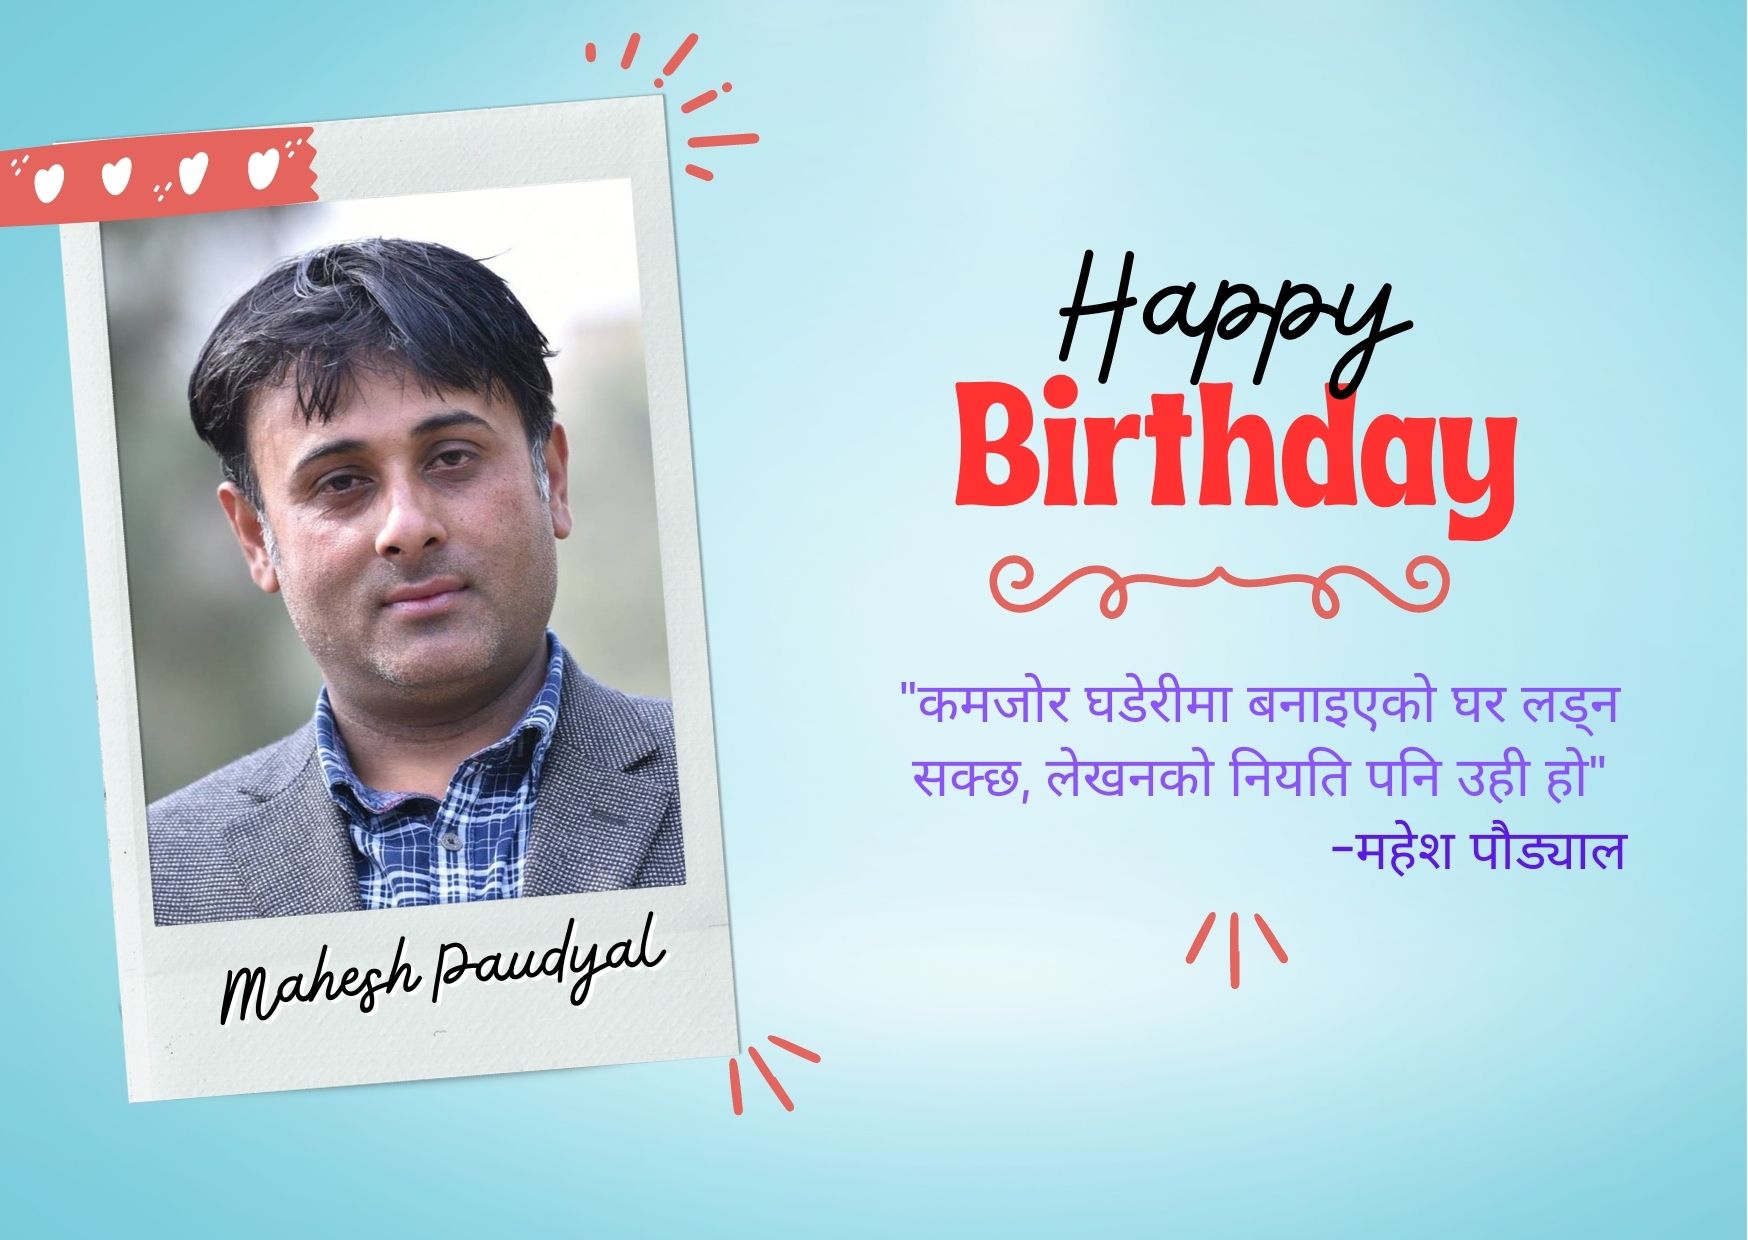 Happy
Birthday
"कमजोर घडेरीमा बनाइएको घर लड्न
सक्छ, लेखनको नियति पनि उही हो"
-महेश पौड्याल
Mahesh Paudyal